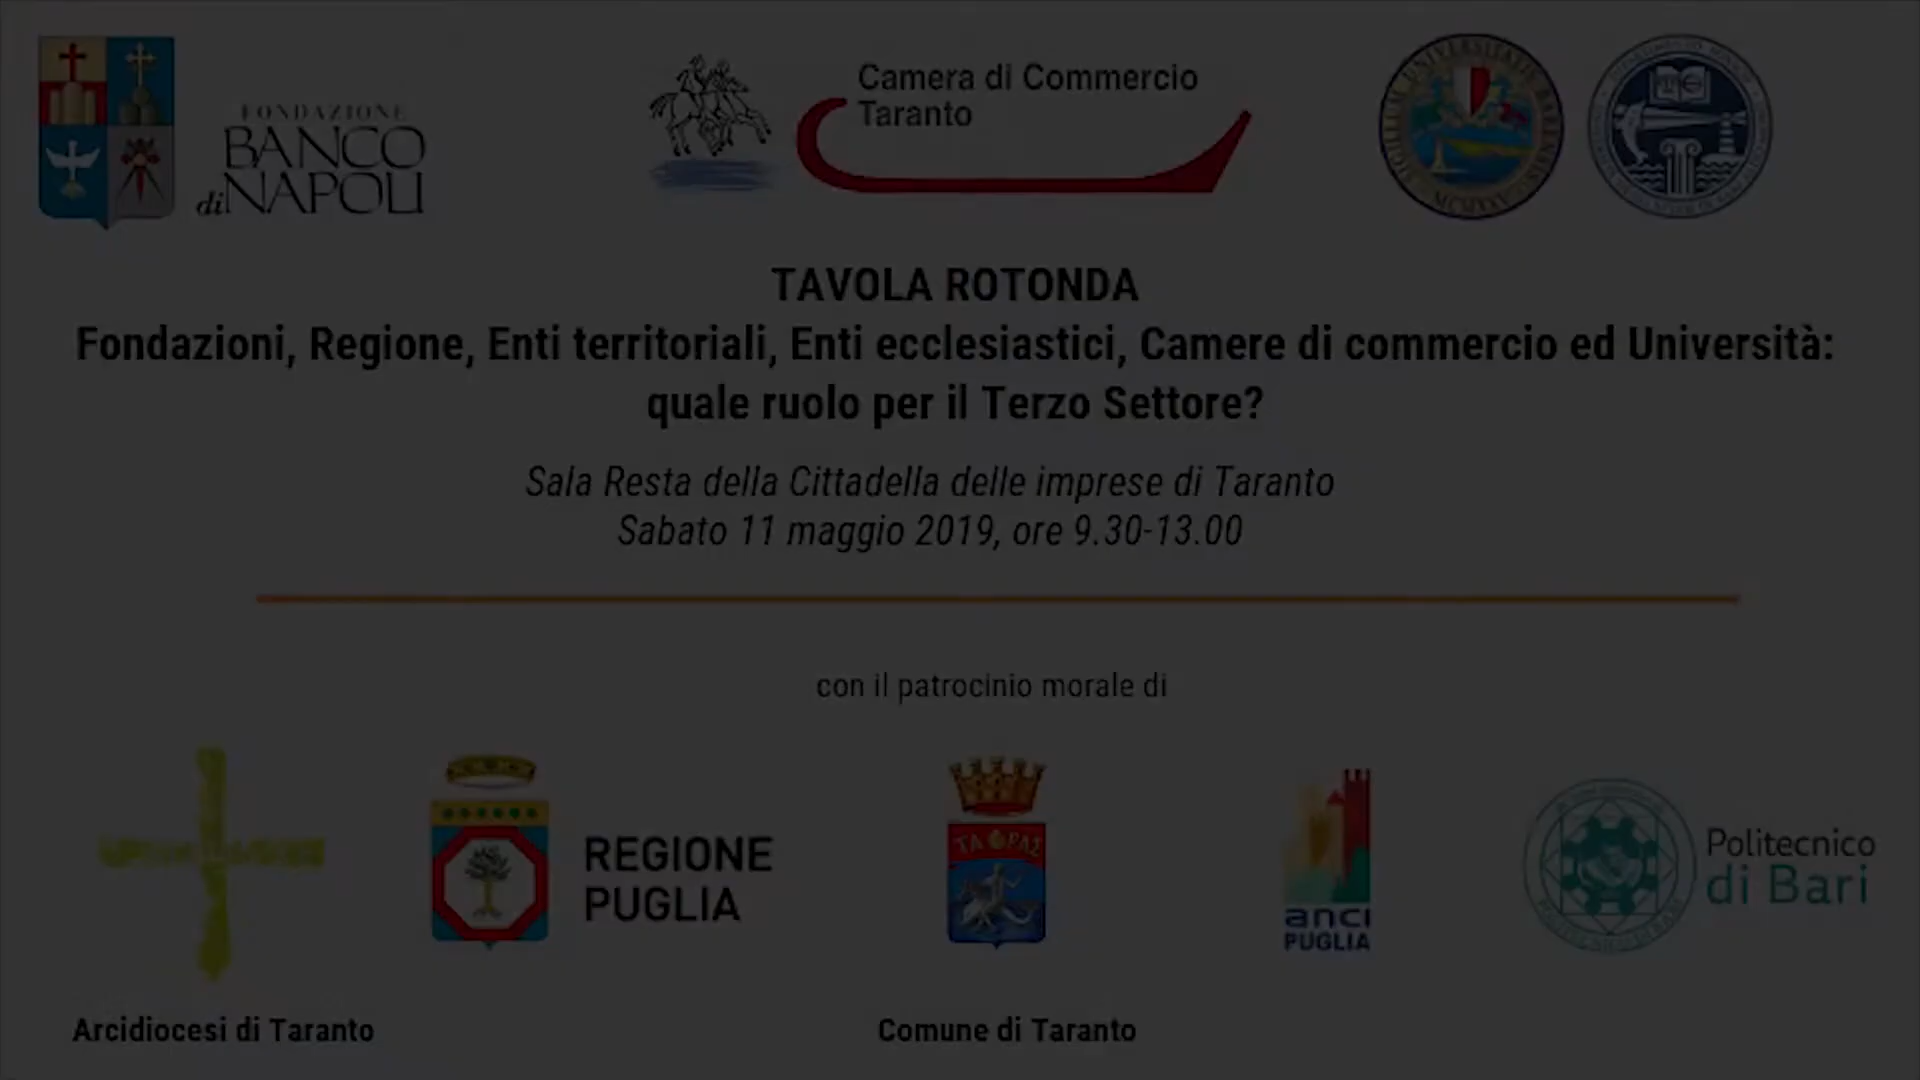 FONDAZIONE
BANCO
diNAPOLI
Camera di Commercio
Taranto
MCMXXV
TAVOLA ROTONDA
Fondazioni, Regione, Enti territoriali, Enti ecclesiastici, Camere di commercio ed Università:
quale ruolo per il Terzo Settore?
Sala Resta della Cittadella delle imprese di Taranto
Sabato 11 maggio 2019, ore 9.30-13.00
con il patrocinio morale di
REGIONE
PUGLIA
ΤΑΡΑΣ
anci
PUGLIA
Politecnico
di Bari
Arcidiocesi di Taranto
Comune di Taranto